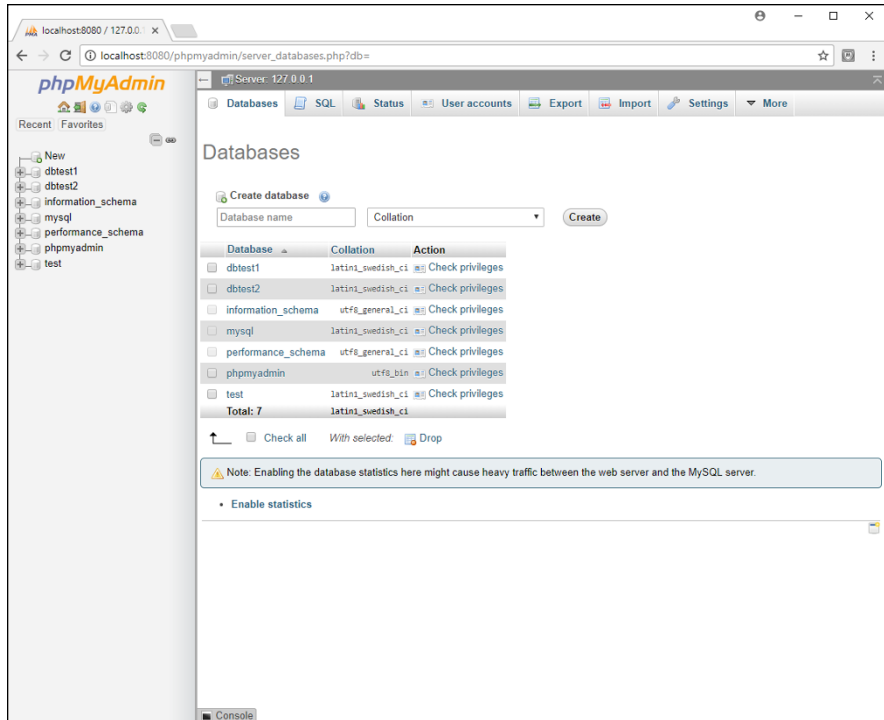 localhost:8080 / 127.0.0.1
localhost:8080/phpmyadmin/server_databases.php?db=
phpMyAdmin
Recent Favorites
New
dbtest1
dbtest2
information_schema
mysql
performance_schema
phpmyadmin
test
Server: 127.0.0.1
Databases SQL Status User accounts Export Import Settings More
Databases
Create database
Database name Collation Create
Database Collation Action
dbtest1 latin1_swedish_ci Check privileges
dbtest2 latin1_swedish_ci Check privileges
information_schema utf8_general_ci Check privileges
mysql latin1_swedish_ci Check privileges
performance_schema utf8_general_ci Check privileges
phpmyadmin utf8_bin Check privileges
test latin1_swedish_ci Check privileges
Total: 7 latin1_swedish_ci
Check all With selected: Drop
Note: Enabling the database statistics here might cause heavy traffic between the web server and the MySQL server.
• Enable statistics
Console